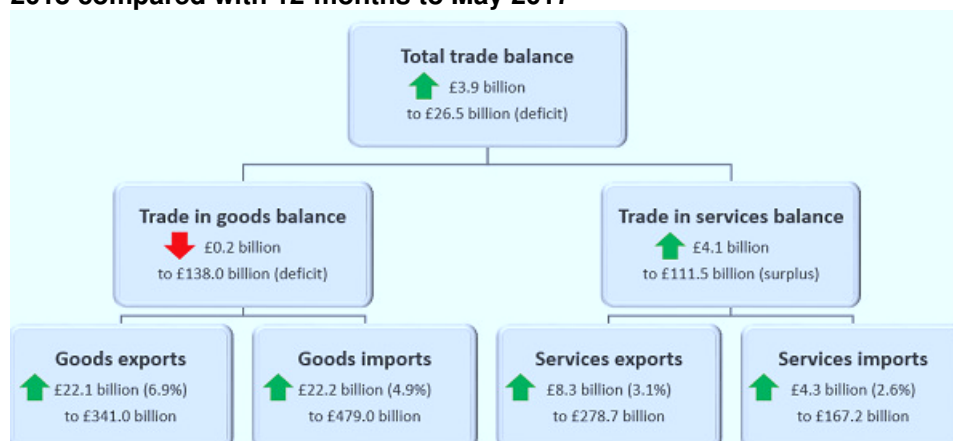 2018 compared with 12 months to May 2017
Total trade balance
£3.9 billion
to £26.5 billion (deficit)
Trade in goods balance
£0.2 billion
to £138.0 billion (deficit)
Trade in services balance
£4.1 billion
to £111.5 billion (surplus)
Goods exports
£22.1 billion (6.9%)
to £341.0 billion
Goods imports
£22.2 billion (4.9%)
to £479.0 billion
Services exports
£8.3 billion (3.1%)
to £278.7 billion
Services imports
£4.3 billion (2.6%)
to £167.2 billion